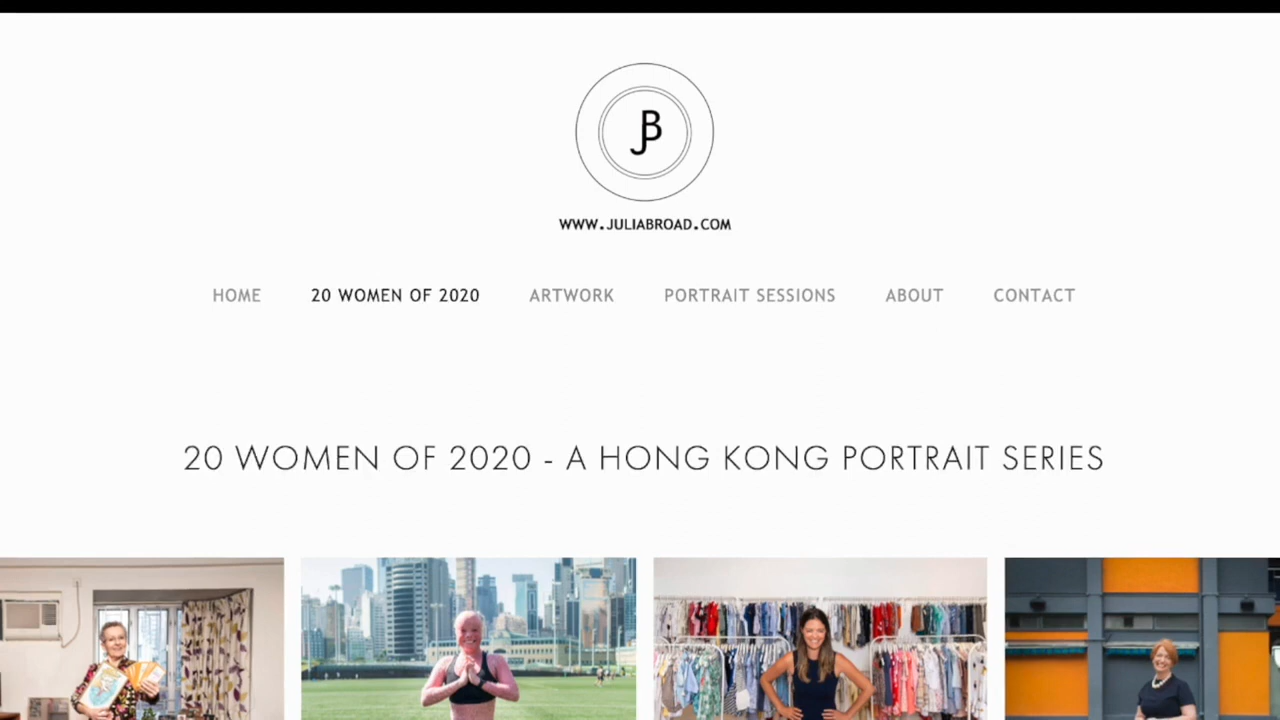 JB
WWW.JULIABROAD.COM
HOME 20 WOMEN OF 2020 ARTWORK PORTRAIT SESSIONS ABOUT CONTACT
20 WOMEN OF 2020 - A HONG KONG PORTRAIT SERIES